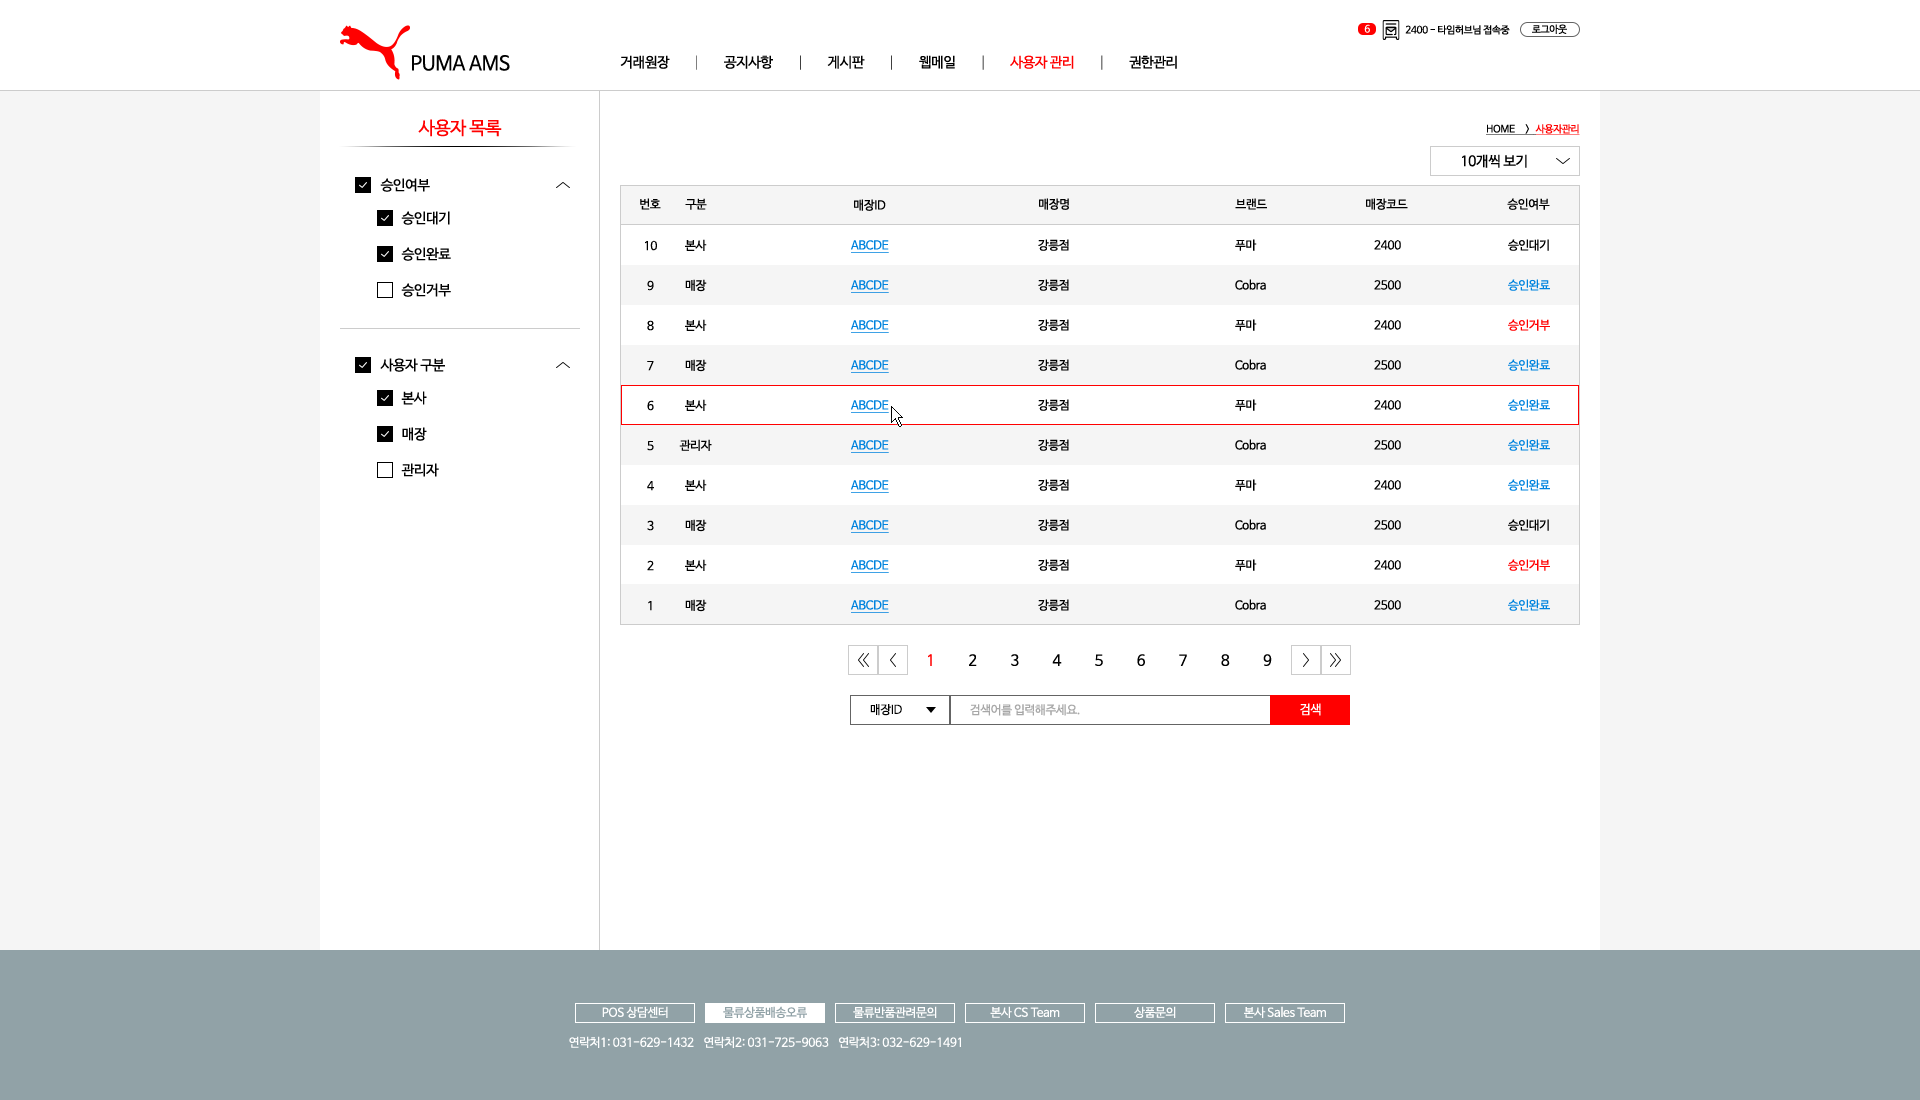 6 2400 - 타임허브님 접속중 로그아웃
PUMA AMS
거래원장 | 공지사항 | 게시판 | 웹메일 | 사용자 관리 | 권한관리
사용자 목록
승인여부
승인대기
승인완료
승인거부
사용자 구분
본사
매장
관리자
HOME > 사용자관리
10개씩 보기
번호 구분 매장ID 매장명 브랜드 매장코드 승인여부
10 본사 ABCDE 강릉점 푸마 2400 승인대기
9 매장 ABCDE 강릉점 Cobra 2500 승인완료
8 본사 ABCDE 강릉점 푸마 2400 승인거부
7 매장 ABCDE 강릉점 Cobra 2500 승인완료
6 본사 ABCDE 강릉점 푸마 2400 승인완료
5 관리자 ABCDE 강릉점 Cobra 2500 승인완료
4 본사 ABCDE 강릉점 푸마 2400 승인완료
3 매장 ABCDE 강릉점 Cobra 2500 승인대기
2 본사 ABCDE 강릉점 푸마 2400 승인거부
1 매장 ABCDE 강릉점 Cobra 2500 승인완료
1 2 3 4 5 6 7 8 9
매장ID 검색어를 입력해주세요. 검색
POS 상담센터 물류상품배송오류 물류반품관려문의 본사 CS Team 상품문의 본사 Sales Team
연락처1: 031-629-1432 연락처2: 031-725-9063 연락처3: 032-629-1491